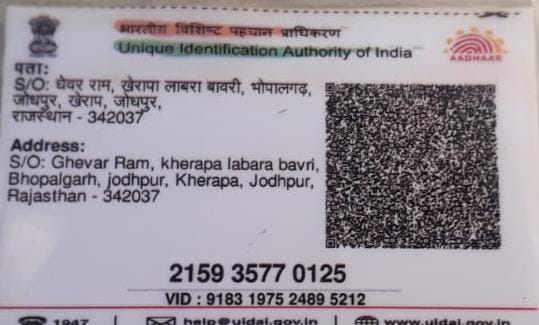 भारतीय विशिष्ट पहचान प्राधिकरण
Unique Identification Authority of India
AADHAAR
पता:
S/O: घेवर राम, खेरापा लाबरा बावरी, भोपालगढ़,
जोधपुर, खेराप, जोधपुर,
राजस्थान - 342037
Address:
S/O: Ghevar Ram, kherapa labara bavri,
Bhopalgarh, jodhpur, Kherapa, Jodhpur,
Rajasthan - 342037
2159 3577 0125
VID : 9183 1975 2489 5212
1947 | help@uidai.gov.in | www.uidai.gov.in